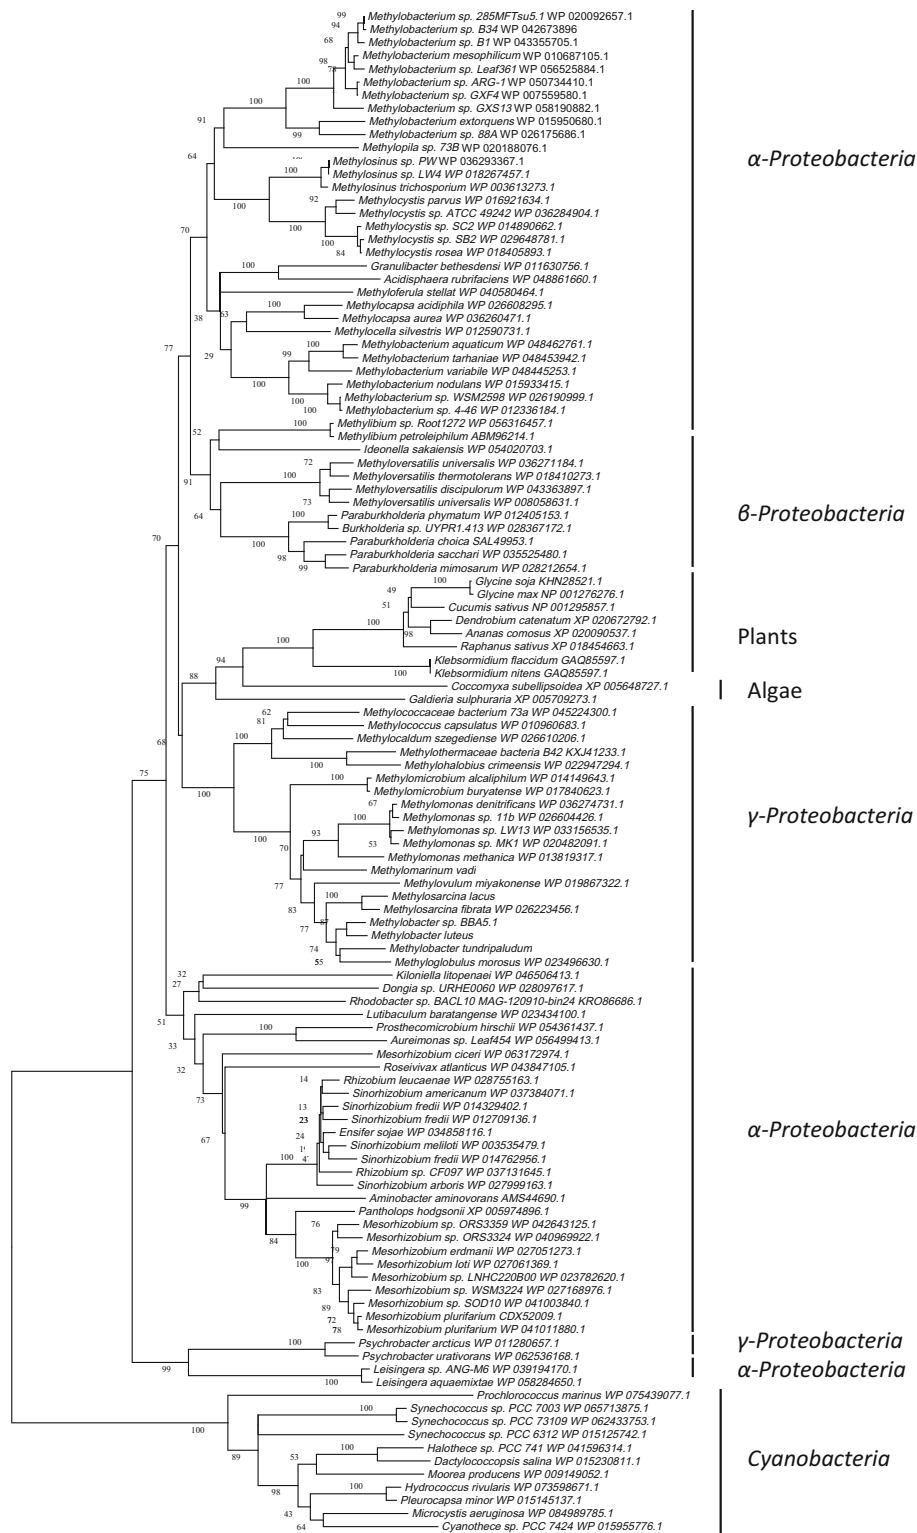 Methylobacterium sp. 285MFTsu5.1 WP 020092657.1
Methylobacterium sp. B34 WP 042673896
Methylobacterium sp. B1 WP 043355705.1
Methylobacterium mesophilicum WP 010687105.1
Methylobacterium sp. Leaf361 WP 056525884.1
Methylobacterium sp. ARG-1 WP 050734410.1
Methylobacterium sp. GXF4 WP 007559580.1
Methylobacterium sp. GXS13 WP 058190882.1
Methylobacterium extorquens WP 015950680.1
Methylobacterium sp. 88A WP 026175686.1
Methylopila sp. 73B WP 020188076.1
Methylosinus sp. PW WP 036293367.1
Methylosinus sp. LW4 WP 018267457.1
Methylosinus trichosporium WP 003613273.1
Methylocystis parvus WP 016921634.1
Methylocystis sp. ATCC 49242 WP 036284904.1
Methylocystis sp. SC2 WP 014890662.1
Methylocystis sp. SB2 WP 029648781.1
Methylocystis rosea WP 018405893.1
Granulibacter bethesdensi WP 011630756.1
Acidisphaera rubrifaciens WP 048861660.1
Methyloferula stellat WP 040580464.1
Methylocapsa acidiphila WP 026608295.1
Methylocapsa aurea WP 036260471.1
Methylocella silvestris WP 012590731.1
Methylobacterium aquaticum WP 048462761.1
Methylobacterium tarhaniae WP 048453942.1
Methylobacterium variabile WP 048445253.1
Methylobacterium nodulans WP 015933415.1
Methylobacterium sp. WSM2598 WP 026190999.1
Methylobacterium sp. 4-46 WP 012336184.1
Methylibium sp. Root1272 WP 056316457.1
α-Proteobacteria
Methylibium petroleiphilum ABM96214.1
Ideonella sakaiensis WP 054020703.1
Methyloversatilis universalis WP 036271184.1
Methyloversatilis thermotolerans WP 018410273.1
Methyloversatilis discipulorum WP 043363897.1
Methyloversatilis universalis WP 008058631.1
Paraburkholderia phymatum WP 012405153.1
Burkholderia sp. UYPR1.413 WP 028367172.1
Paraburkholderia choica SAL49953.1
Paraburkholderia sacchari WP 035525480.1
Paraburkholderia mimosarum WP 028212654.1
β-Proteobacteria
Glycine soja KHN28521.1
Glycine max NP 001276276.1
Cucumis sativus NP 001295857.1
Dendrobium catenatum XP 020672792.1
Ananas comosus XP 020090537.1
Raphanus sativus XP 018454663.1
Klebsormidium flaccidum GAQ85597.1
Klebsormidium nitens GAQ85597.1
Plants
Coccomyxa subellipsoidea XP 005648727.1
Galdieria sulphuraria XP 005709273.1
Algae
Methylococcaceae bacterium 73a WP 045224300.1
Methylococcus capsulatus WP 010960683.1
Methylocaldum szegediense WP 026610206.1
Methylothermaceae bacteria B42 KXJ41233.1
Methylohalobius crimeensis WP 022947294.1
Methylomicrobium alcaliphilum WP 014149643.1
Methylomicrobium buryatense WP 017840623.1
Methylomonas denitrificans WP 036274731.1
Methylomonas sp. 11b WP 026604426.1
Methylomonas sp. LW13 WP 033156535.1
Methylomonas sp. MK1 WP 020482091.1
Methylomonas methanica WP 013819317.1
Methylomarinum vadi
Methylovulum miyakonense WP 019867322.1
Methylosarcina lacus
Methylosarcina fibrata WP 026223456.1
Methylobacter sp. BBA5.1
Methylobacter luteus
Methylobacter tundripaludum
Methyloglobulus morosus WP 023496630.1
γ-Proteobacteria
Kiloniella litopenaei WP 046506413.1
Dongia sp. URHE0060 WP 028097617.1
Rhodobacter sp. BACL10 MAG-120910-bin24 KRO86686.1
Lutibaculum baratangense WP 023434100.1
Prosthecomicrobium hirschii WP 054361437.1
Aureimonas sp. Leaf454 WP 056499413.1
Mesorhizobium ciceri WP 063172974.1
Roseivivax atlanticus WP 043847105.1
Rhizobium leucaenae WP 028755163.1
Sinorhizobium americanum WP 037384071.1
Sinorhizobium fredii WP 014329402.1
Sinorhizobium fredii WP 012709136.1
Ensifer sojae WP 034858116.1
Sinorhizobium meliloti WP 003535479.1
Sinorhizobium fredii WP 014762956.1
Rhizobium sp. CF097 WP 037131645.1
Sinorhizobium arboris WP 027999163.1
Aminobacter aminovorans AMS44690.1
Pantholops hodgsonii XP 005974896.1
Mesorhizobium sp. ORS3359 WP 042643125.1
Mesorhizobium sp. ORS3324 WP 040969922.1
Mesorhizobium erdmanii WP 027051273.1
Mesorhizobium loti WP 027061369.1
Mesorhizobium sp. LNHC220B00 WP 023782620.1
Mesorhizobium sp. WSM3224 WP 027168976.1
Mesorhizobium sp. SOD10 WP 041003840.1
Mesorhizobium plurifarium CDX52009.1
Mesorhizobium plurifarium WP 041011880.1
α-Proteobacteria
Psychrobacter arcticus WP 011280657.1
Psychrobacter urativorans WP 062536168.1
γ-Proteobacteria
Leisingera sp. ANG-M6 WP 039194170.1
Leisingera aquaemixtae WP 058284650.1
α-Proteobacteria
Prochlorococcus marinus WP 075439077.1
Synechococcus sp. PCC 7003 WP 065713875.1
Synechococcus sp. PCC 73109 WP 062433753.1
Synechococcus sp. PCC 6312 WP 015125742.1
Halothece sp. PCC 741 WP 041596314.1
Dactylococcopsis salina WP 015230811.1
Moorea producens WP 009149052.1
Hydrococcus rivularis WP 073598671.1
Pleurocapsa minor WP 015145137.1
Microcystis aeruginosa WP 084989785.1
Cyanothece sp. PCC 7424 WP 015955776.1
Cyanobacteria